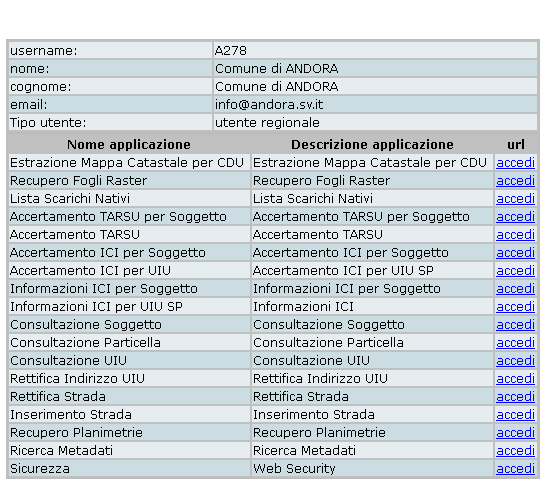 username: A278
nome: Comune di ANDORA
cognome: Comune di ANDORA
email: info@andora.sv.it
Tipo utente: utente regionale
Nome applicazione Descrizione applicazione url
Estrazione Mappa Catastale per CDU Estrazione Mappa Catastale per CDU accedi
Recupero Fogli Raster Recupero Fogli Raster accedi
Lista Scarichi Nativi Lista Scarichi Nativi accedi
Accertamento TARSU per Soggetto Accertamento TARSU per Soggetto accedi
Accertamento TARSU Accertamento TARSU accedi
Accertamento ICI per Soggetto Accertamento ICI per Soggetto accedi
Accertamento ICI per UIU Accertamento ICI per UIU SP accedi
Informazioni ICI per Soggetto Informazioni ICI per Soggetto accedi
Informazioni ICI per UIU SP Informazioni ICI accedi
Consultazione Soggetto Consultazione Soggetto accedi
Consultazione Particella Consultazione Particella accedi
Consultazione UIU Consultazione UIU accedi
Rettifica Indirizzo UIU Rettifica Indirizzo UIU accedi
Rettifica Strada Rettifica Strada accedi
Inserimento Strada Inserimento Strada accedi
Recupero Planimetrie Recupero Planimetrie accedi
Ricerca Metadati Ricerca Metadati accedi
Sicurezza Web Security accedi